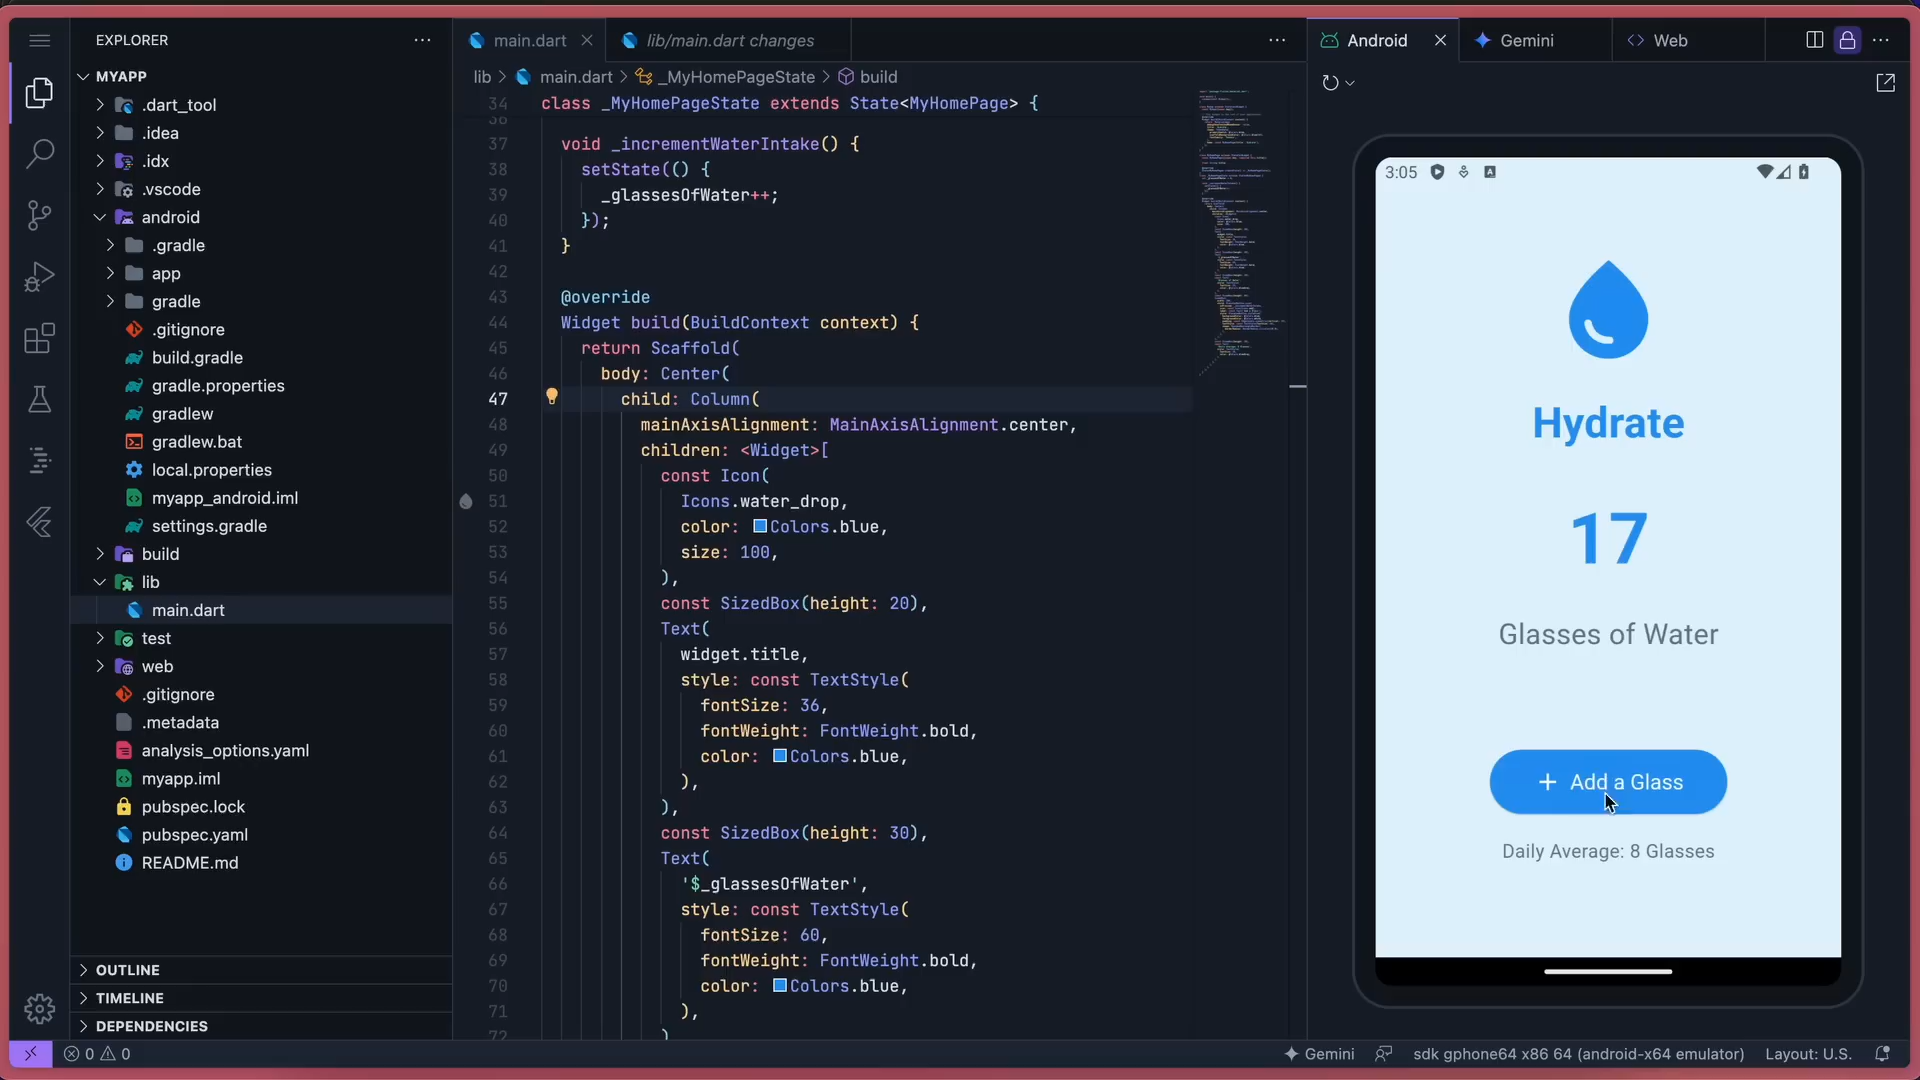 EXPLORER
MYAPP
.dart_tool
.idea
.idx
.vscode
android
.gradle
app
gradle
.gitignore
build.gradle
gradle.properties
gradlew
gradlew.bat
local.properties
myapp_android.iml
settings.gradle
build
lib
main.dart
test
web
.gitignore
.metadata
analysis_options.yaml
myapp.iml
pubspec.lock
pubspec.yaml
README.md
OUTLINE
TIMELINE
DEPENDENCIES
main.dart
lib/main.dart changes
lib > main.dart > _MyHomePageState > build
34 class _MyHomePageState extends State<MyHomePage> {
36
37 void _incrementWaterIntake() {
38 setState(() {
39 _glassesOfWater++;
40 });
41 }
42
43 @override
44 Widget build(BuildContext context) {
45 return Scaffold(
46 body: Center(
47 child: Column(
48 mainAxisAlignment: MainAxisAlignment.center,
49 children: <Widget>[
50 const Icon(
51 Icons.water_drop,
52 color: Colors.blue,
53 size: 100,
54 ),
55 const SizedBox(height: 20),
56 Text(
57 widget.title,
58 style: const TextStyle(
59 fontSize: 36,
60 fontWeight: FontWeight.bold,
61 color: Colors.blue,
62 ),
63 ),
64 const SizedBox(height: 30),
65 Text(
66 '$_glassesOfWater',
67 style: const TextStyle(
68 fontSize: 60,
69 fontWeight: FontWeight.bold,
70 color: Colors.blue,
71 ),
72 )
Android
Gemini
Web
3:05
Hydrate
17
Glasses of Water
+ Add a Glass
Daily Average: 8 Glasses
0 0
Gemini
sdk gphone64 x86 64 (android-x64 emulator)
Layout: U.S.